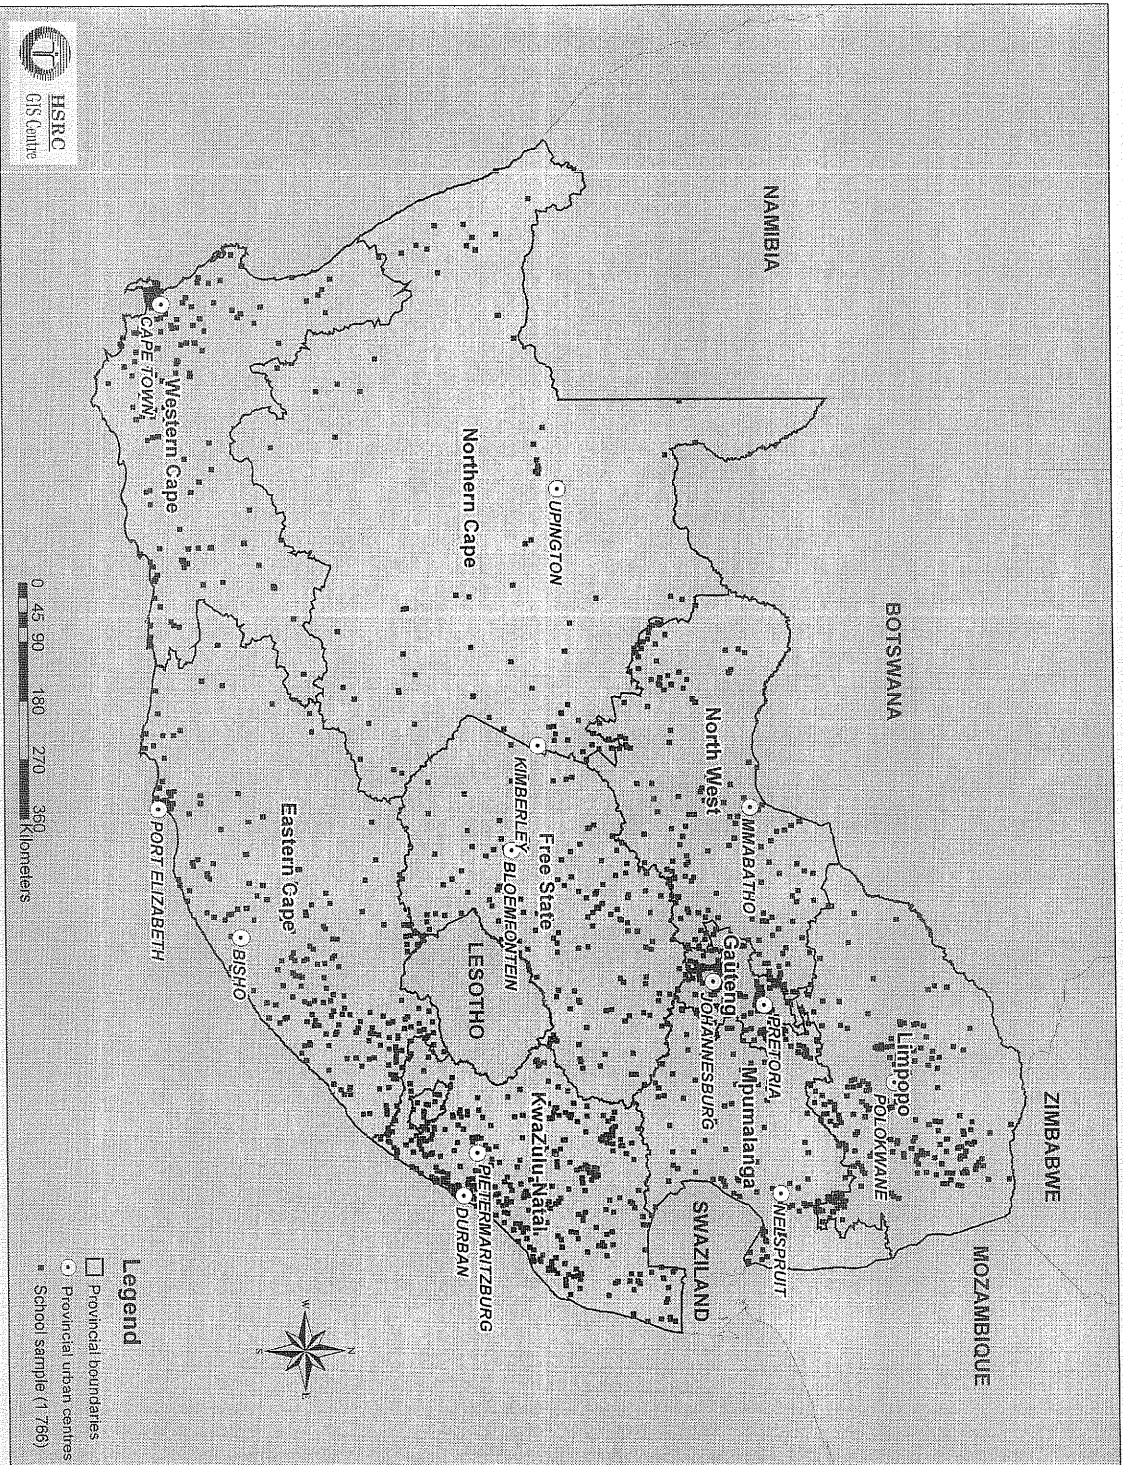 NAMIBIA
BOTSWANA
ZIMBABWE
MOZAMBIQUE
SWAZILAND
LESOTHO
Limpopo
POLOKWANE
Mpumalanga
NELSPRUIT
Gauteng
PRETORIA
JOHANNESBURG
North West
MMABATHO
Northern Cape
UPINGTON
KIMBERLEY
Free State
BLOEMFONTEIN
KwaZulu-Natal
PIETERMARITZBURG
DURBAN
Eastern Cape
BISHO
PORT ELIZABETH
Western Cape
CAPE TOWN
HSRC
GIS Centre
0 45 90 180 270 360
Kilometers
N
W
E
S
Legend
Provincial boundaries
Provincial urban centres
School sample (1 766)